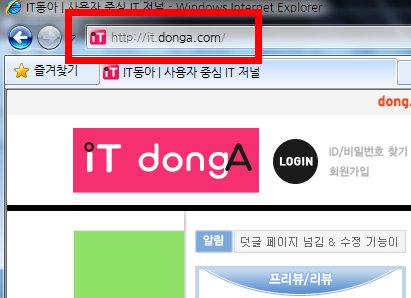 IT동아 | 사용자 중심 IT 저널 - Windows Internet Explorer
http://it.donga.com/
즐겨찾기
IT동아 | 사용자 중심 IT 저널
donga
iT dongA
LOGIN
ID/비밀번호 찾기
회원가입
알림
댓글 페이지 넘김 & 수정 기능이
프리뷰/리뷰